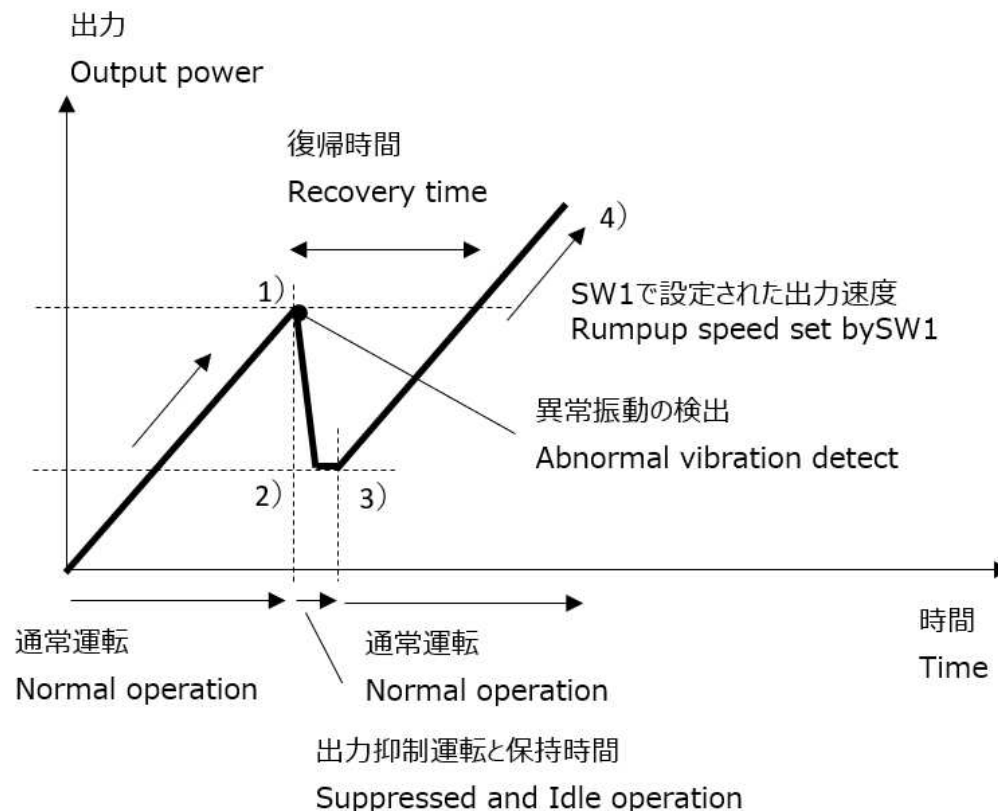 出力
Output power
復帰時間
Recovery time
1）
4）
SW1で設定された出力速度
Rumpup speed set bySW1
異常振動の検出
Abnormal vibration detect
2）
3）
通常運転
Normal operation
通常運転
Normal operation
時間
Time
出力抑制運転と保持時間
Suppressed and Idle operation